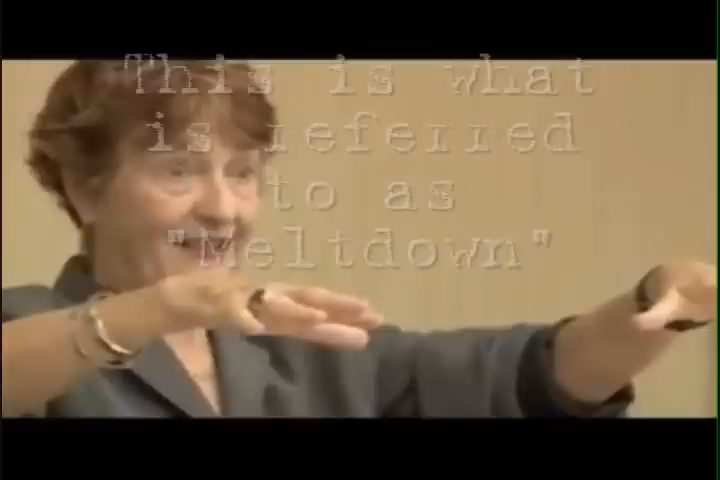 This is what
is referred
to as
"Meltdown"